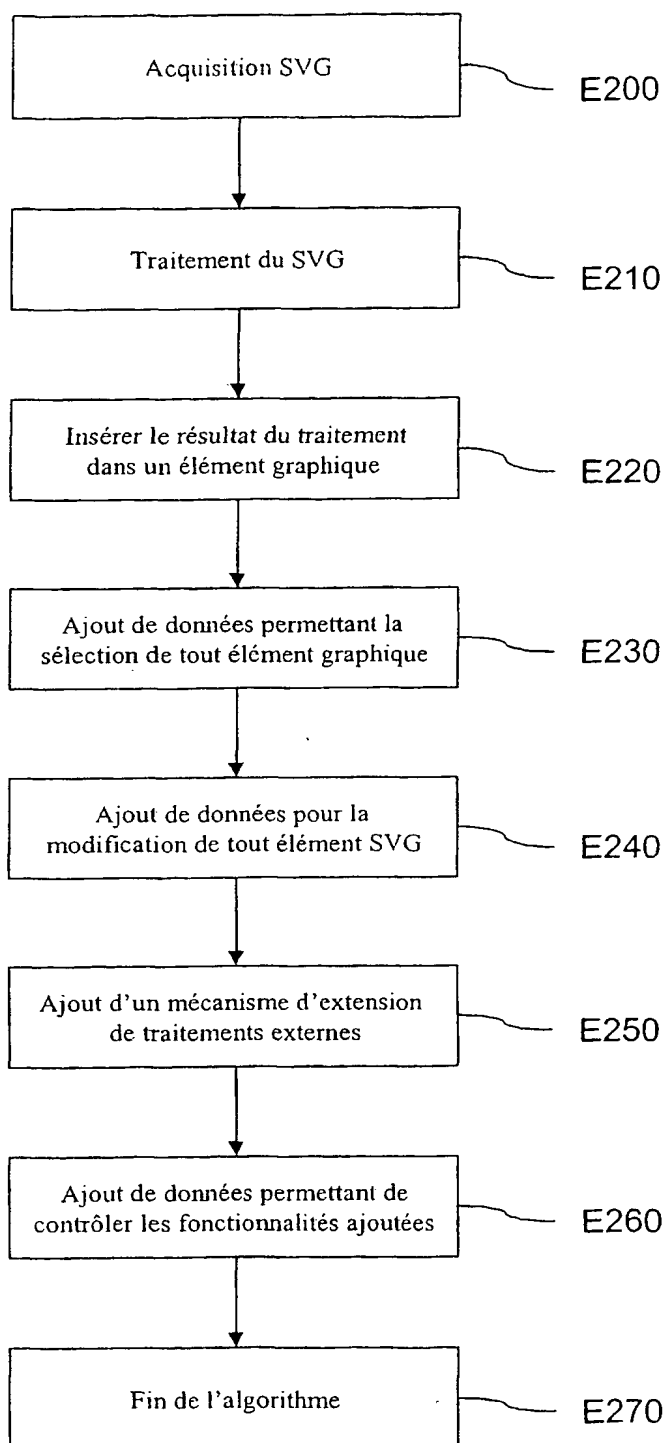 Acquisition SVG
E200
Traitement du SVG
E210
Insérer le résultat du traitement
dans un élément graphique
E220
Ajout de données permettant la
sélection de tout élément graphique
E230
Ajout de données pour la
modification de tout élément SVG
E240
Ajout d'un mécanisme d'extension
de traitements externes
E250
Ajout de données permettant de
contrôler les fonctionnalités ajoutées
E260
Fin de l'algorithme
E270